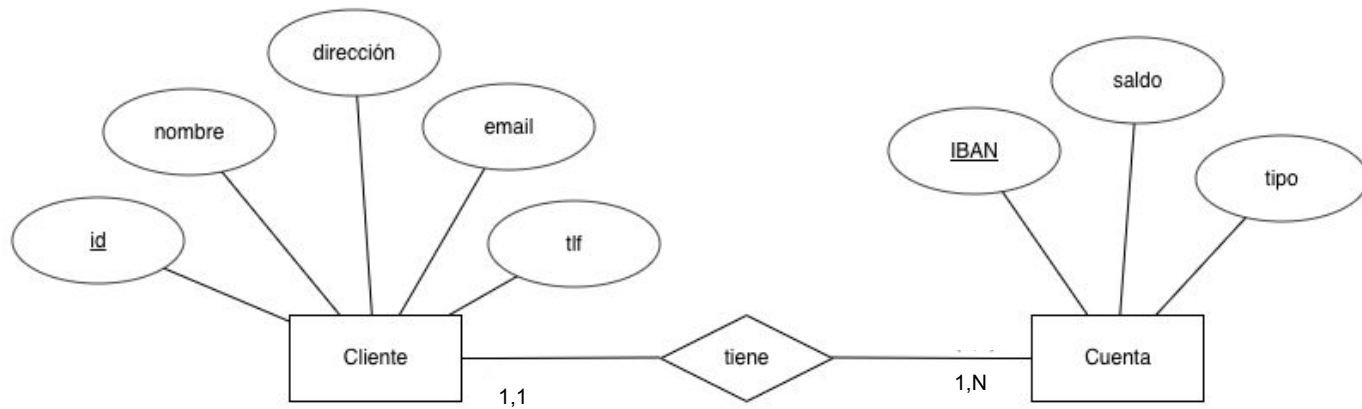 dirección
nombre
email
id
tlf
saldo
IBAN
tipo
Cliente
tiene
Cuenta
1,1
1,N